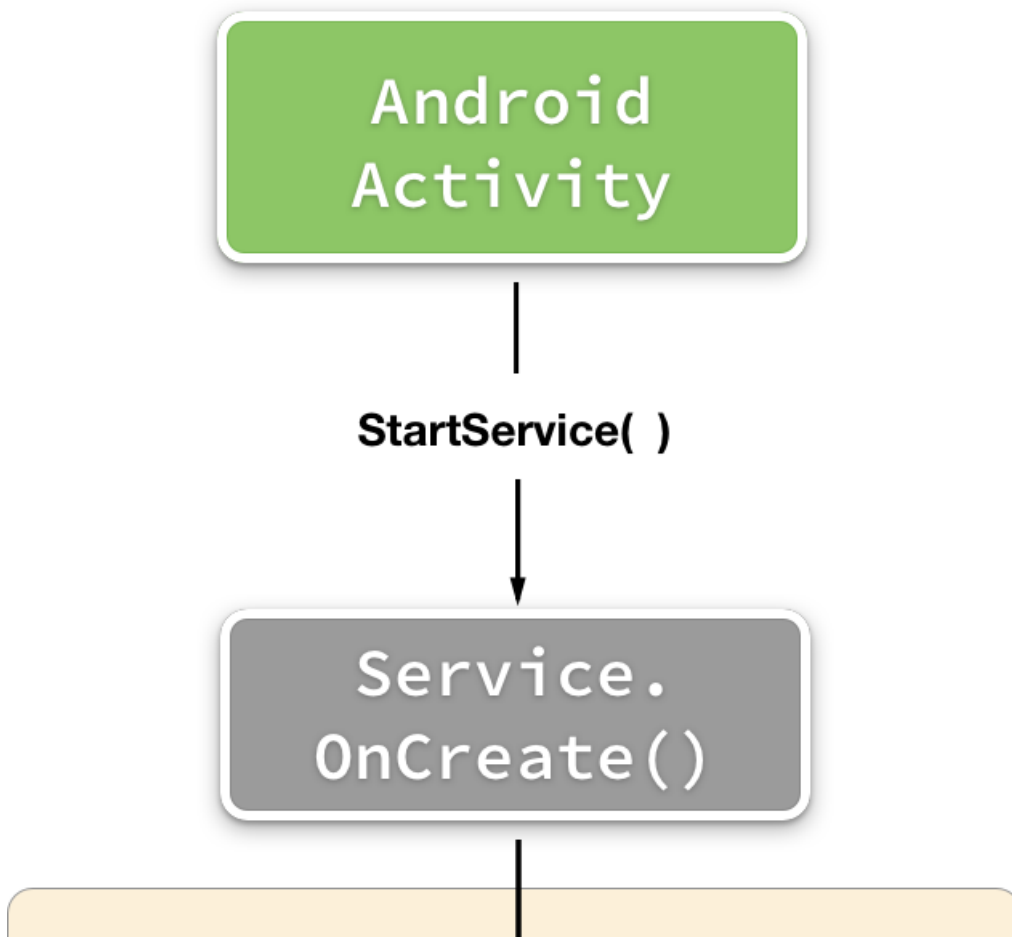 Android
Activity
StartService( )
Service.
OnCreate()